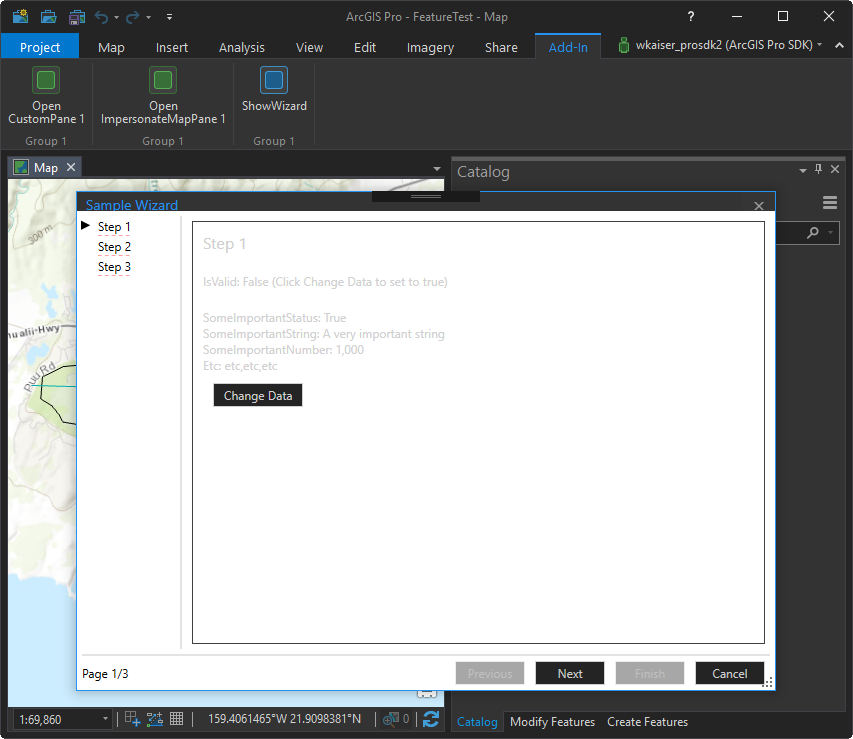 ArcGIS Pro - FeatureTest - Map
?
Project Map Insert Analysis View Edit Imagery Share Add-In wkaiser_prosdk2 (ArcGIS Pro SDK)
Open CustomPane 1
Open ImpersonateMapPane 1
ShowWizard
Group 1 Group 1 Group 1
Map
Catalog
300 m
Puu Rd
Sample Wizard
Step 1
Step 2
Step 3
Step 1
IsValid: False (Click Change Data to set to true)
SomeImportantStatus: True
SomeImportantString: A very important string
SomeImportantNumber: 1,000
Etc: etc,etc,etc
Change Data
Page 1/3
Previous Next Finish Cancel
1:69,860 159.4061465°W 21.9098381°N 0
Catalog Modify Features Create Features